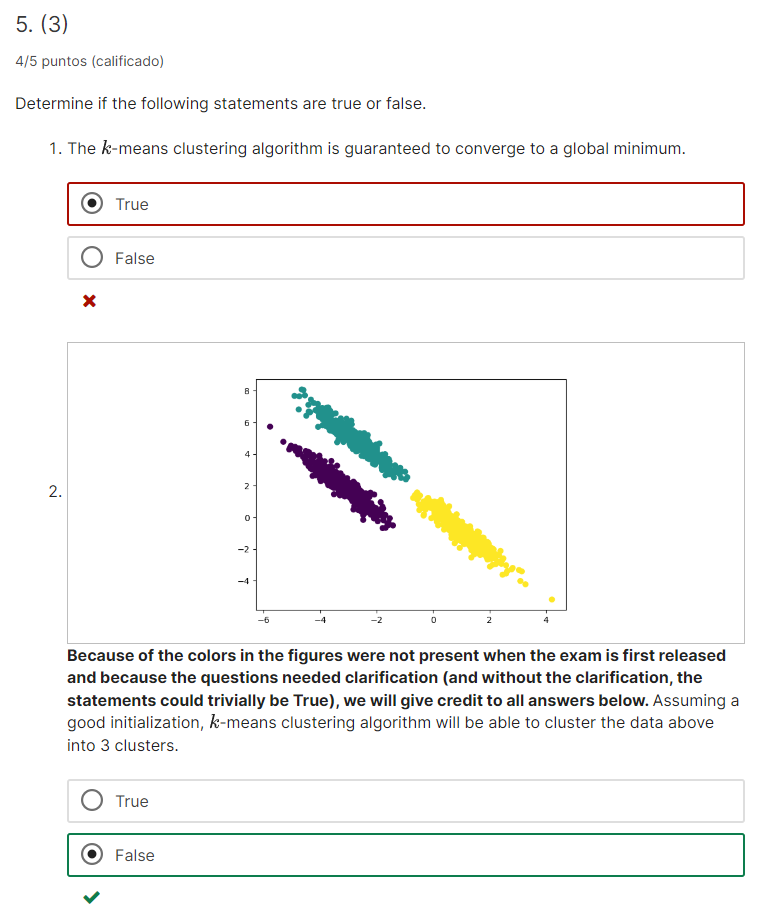 5. (3)
4/5 puntos (calificado)
Determine if the following statements are true or false.
1. The k-means clustering algorithm is guaranteed to converge to a global minimum.
True
False
2.
8
6
4
2
0
−2
−4
−6 −4 −2 0 2 4
Because of the colors in the figures were not present when the exam is first released
and because the questions needed clarification (and without the clarification, the
statements could trivially be True), we will give credit to all answers below. Assuming a
good initialization, k-means clustering algorithm will be able to cluster the data above
into 3 clusters.
True
False